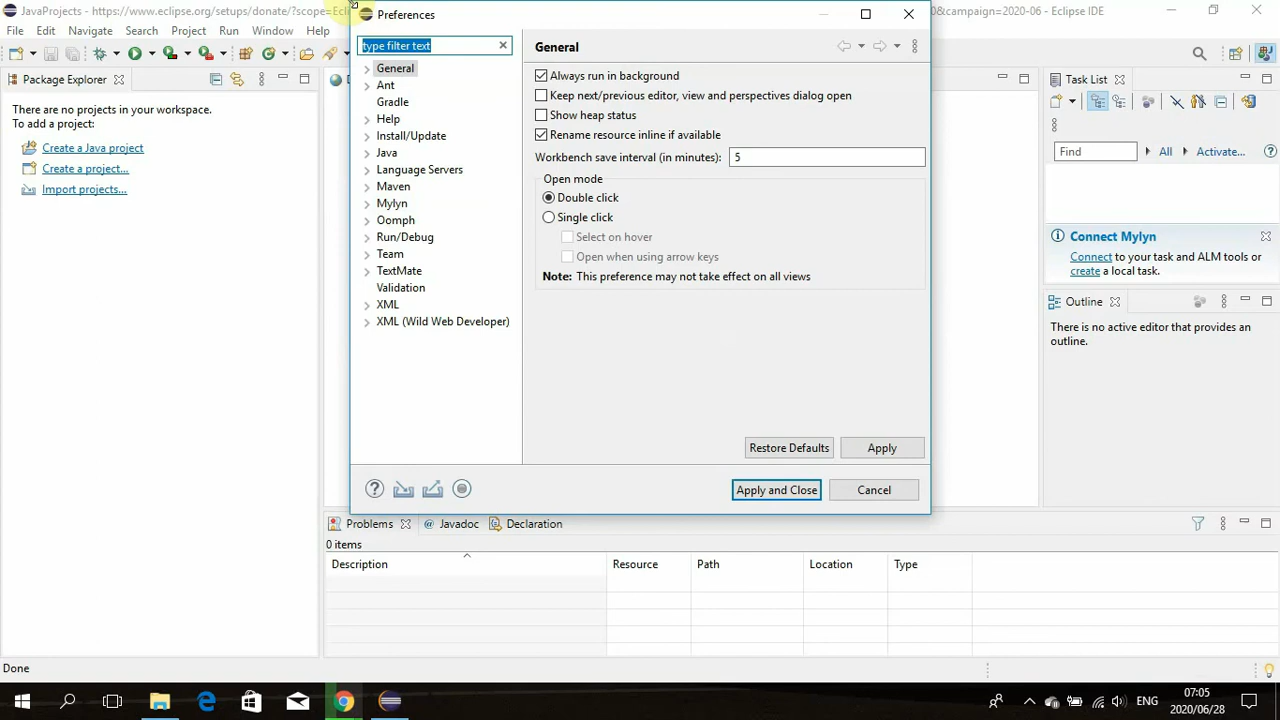 JavaProjects - https://www.eclipse.org/setups/donate/?scope=Ecli
0&campaign=2020-06 - Eclipse IDE
Preferences
File Edit Navigate Search Project Run Window Help
type filter text
General
Package Explorer
There are no projects in your workspace.
To add a project:
Create a Java project
Create a project...
Import projects...
General
Ant
Gradle
Help
Install/Update
Java
Language Servers
Maven
Mylyn
Oomph
Run/Debug
Team
TextMate
Validation
XML
XML (Wild Web Developer)
Always run in background
Keep next/previous editor, view and perspectives dialog open
Show heap status
Rename resource inline if available
Workbench save interval (in minutes): 5
Open mode
Double click
Single click
Select on hover
Open when using arrow keys
Note: This preference may not take effect on all views
Restore Defaults Apply
Apply and Close Cancel
Task List
Find All Activate...
Connect Mylyn
Connect to your task and ALM tools or
create a local task.
Outline
There is no active editor that provides an
outline.
Problems @ Javadoc Declaration
0 items
Description Resource Path Location Type
Done
ENG
07:05
2020/06/28